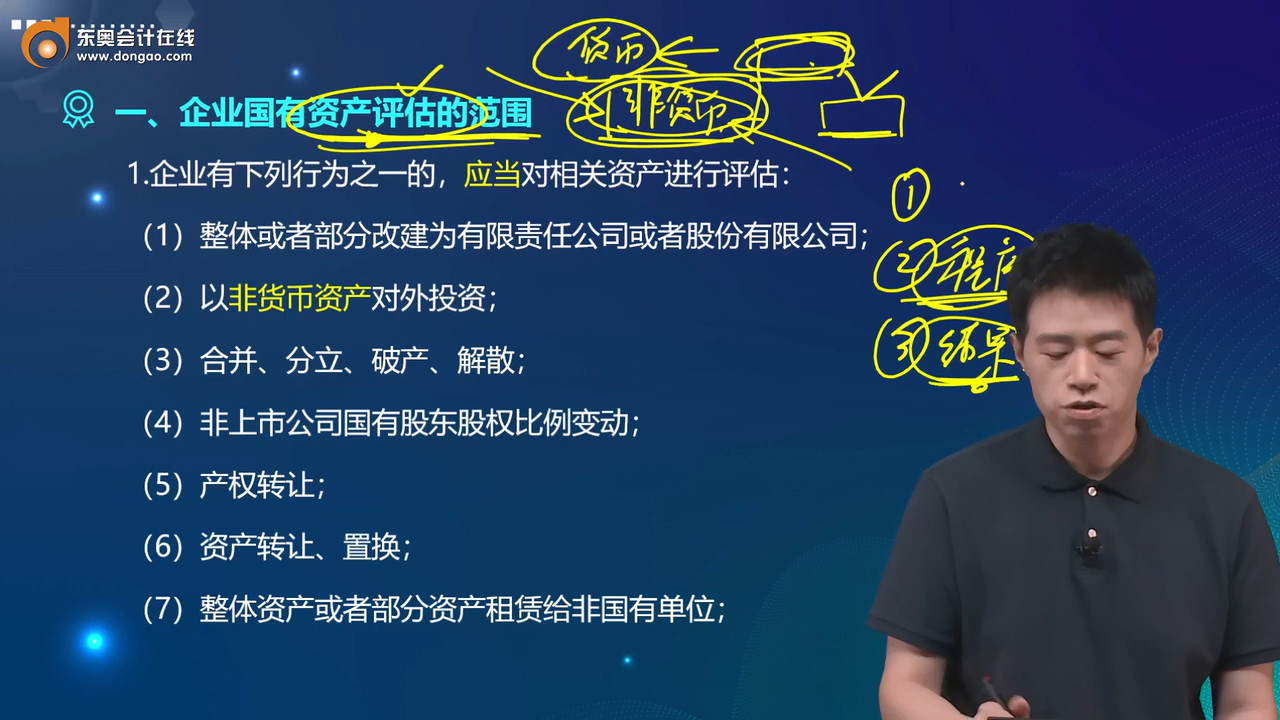 东奥会计在线
www.dongao.com
货币
非货币
一、企业国有资产评估的范围
1.企业有下列行为之一的，应当对相关资产进行评估：
①
（1）整体或者部分改建为有限责任公司或者股份有限公司；
② 程序
（2）以非货币资产对外投资；
③ 结果
（3）合并、分立、破产、解散；
（4）非上市公司国有股东股权比例变动；
（5）产权转让；
（6）资产转让、置换；
（7）整体资产或者部分资产租赁给非国有单位；